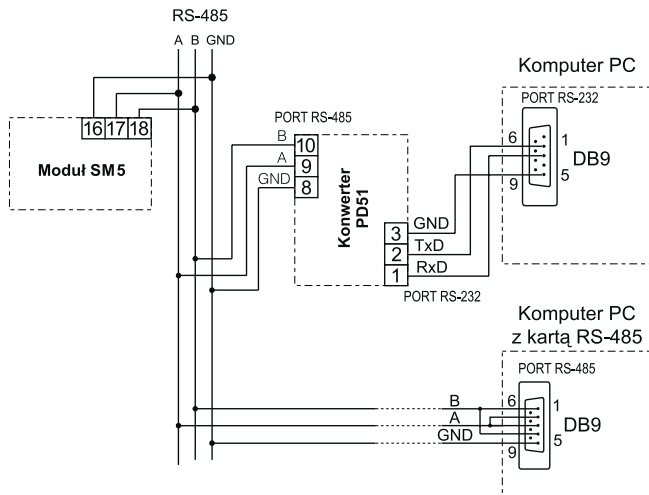 RS-485
A B GND
16 17 18
Moduł SM5
PORT RS-485
B
10
A
9
GND
8
Konwerter
PD51
3
GND
2
TxD
1
RxD
PORT RS-232
Komputer PC
PORT RS-232
6
1
DB9
9
5
Komputer PC
z kartą RS-485
PORT RS-485
B
6
1
A
DB9
GND
5
9